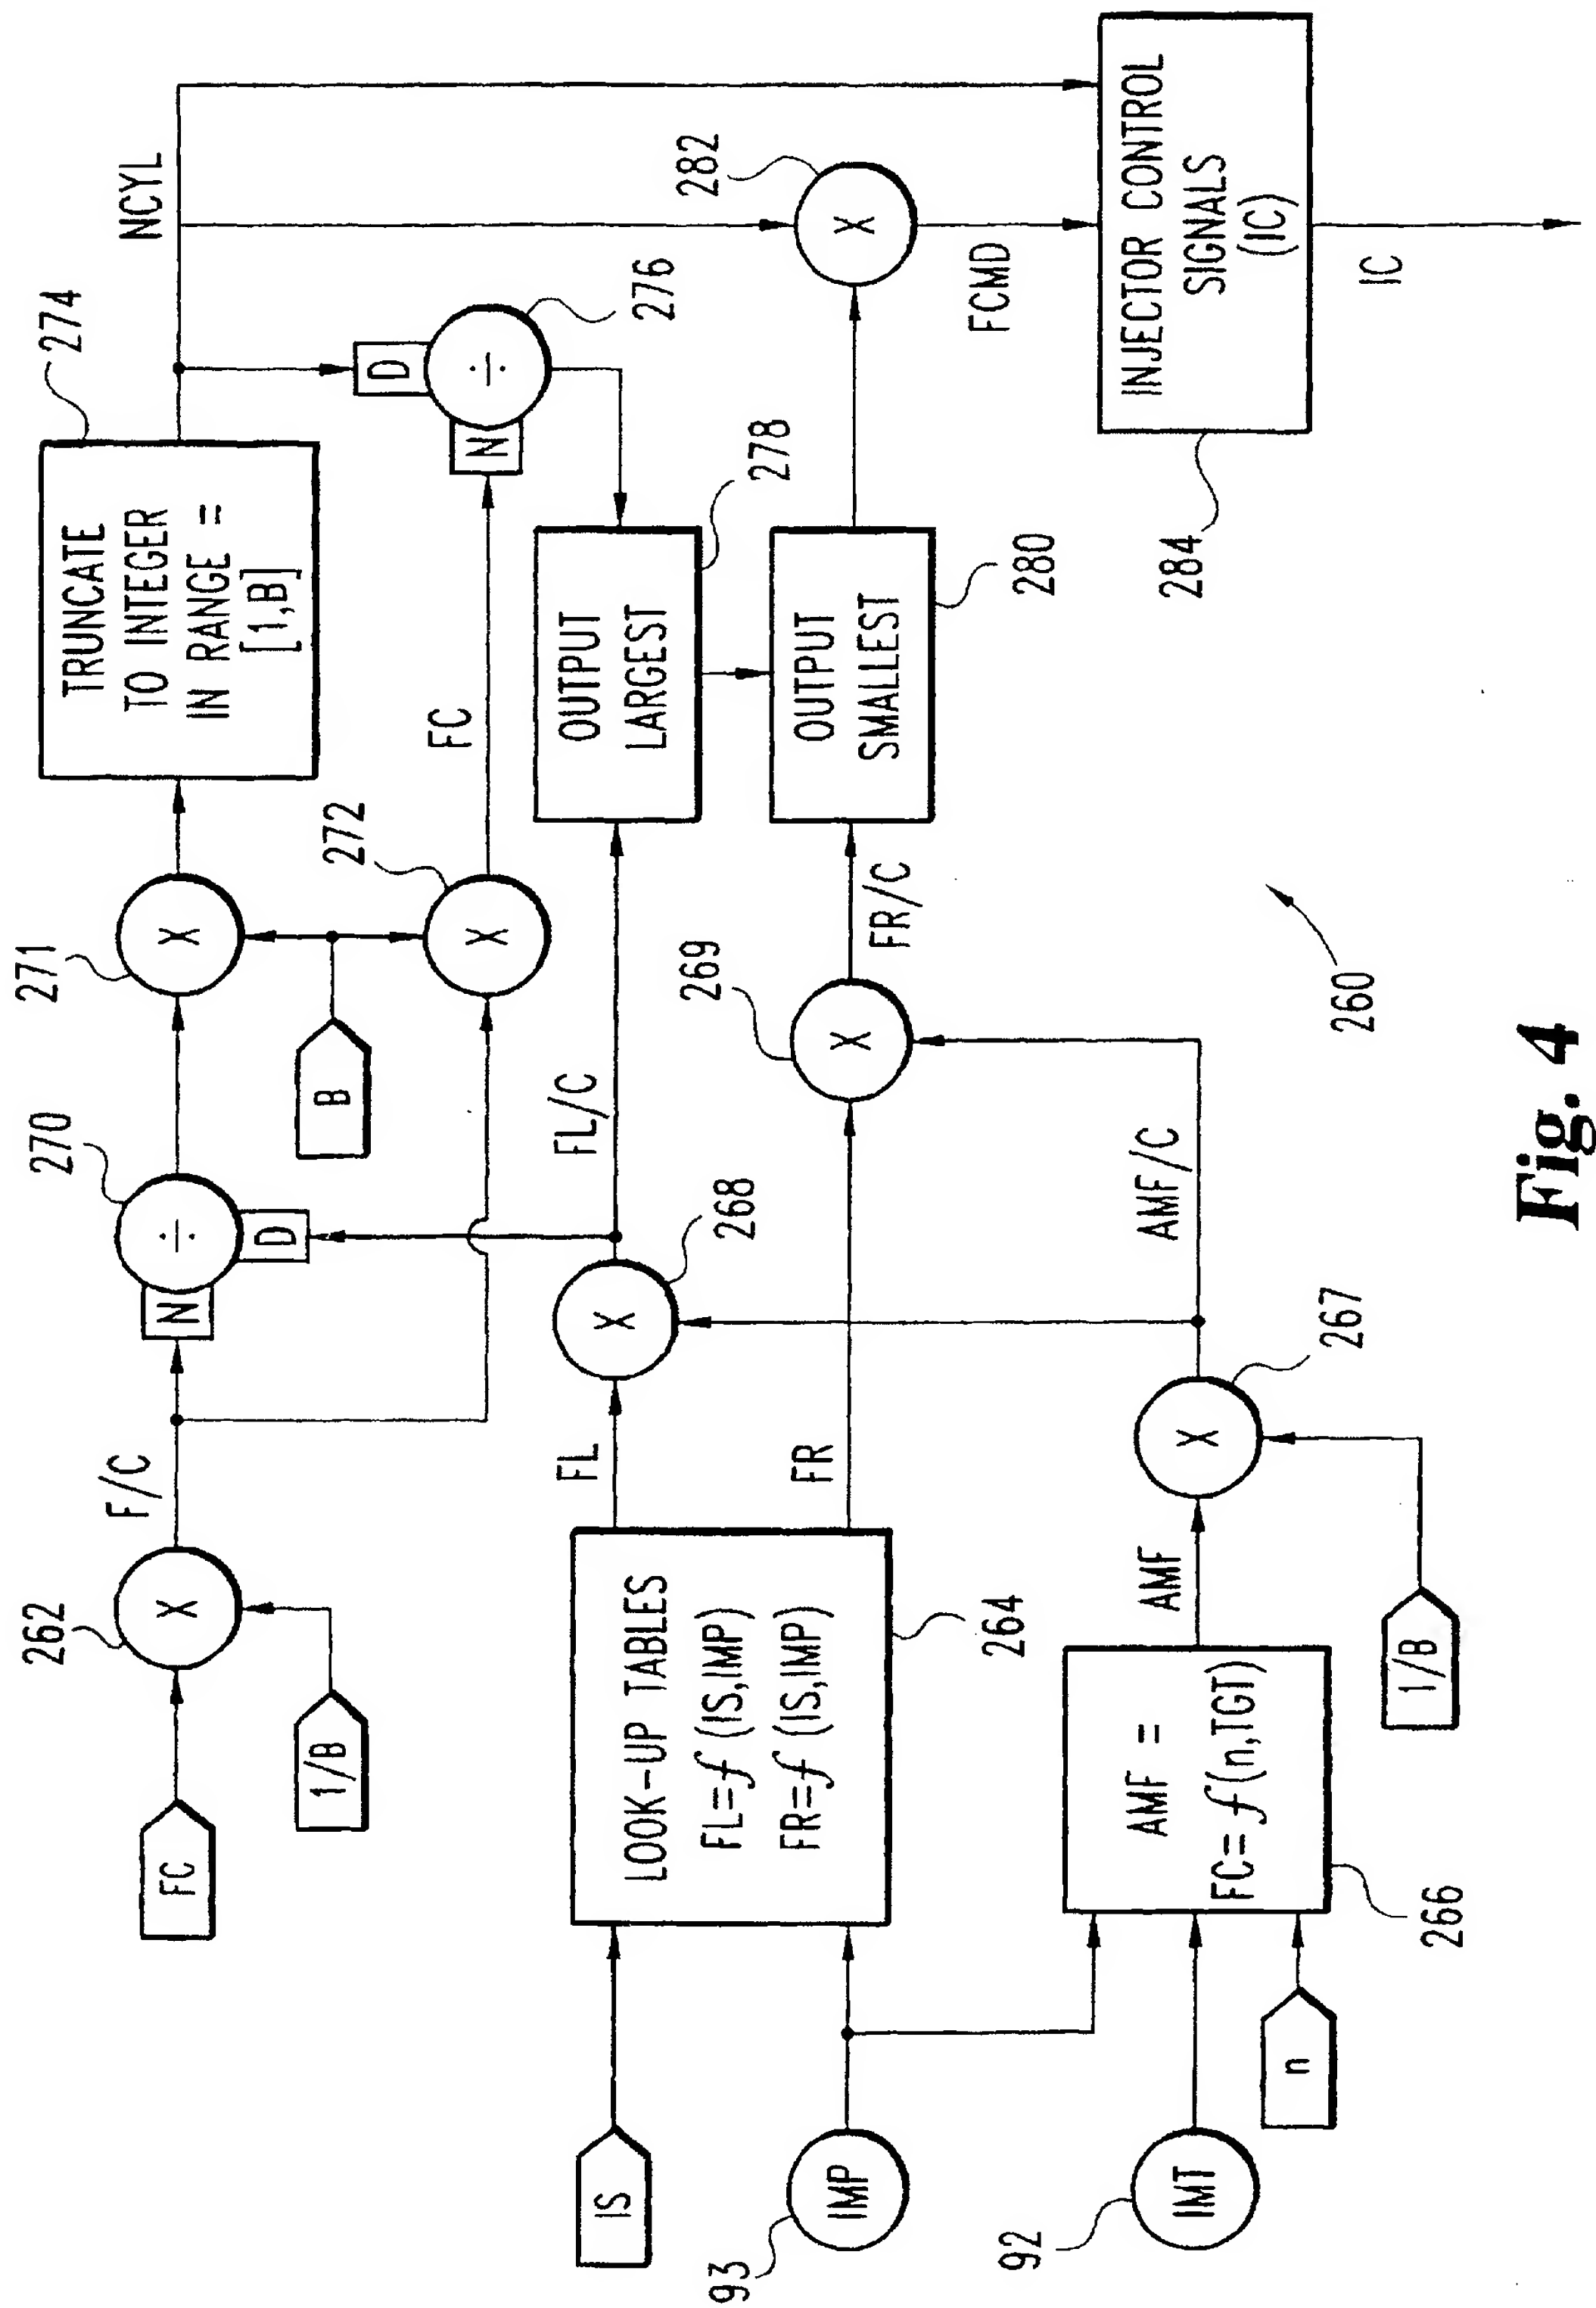 FC
1/B
262
X
F/C
N
÷
D
270
271
X
B
272
X
FC
TRUNCATE
TO INTEGER
IN RANGE =
[1,B]
274
NCYL
D
N
÷
276
IS
93
IMP
92
IMT
n
LOOK-UP TABLES
FL=f (IS,IMP)
FR=f (IS,IMP)
264
AMF =
FC=f(n,TGT)
266
FL
FR
AMF
1/B
X
267
X
268
FL/C
AMF/C
X
269
FR/C
OUTPUT
LARGEST
278
OUTPUT
SMALLEST
280
X
282
FCMD
INJECTOR CONTROL
SIGNALS
(IC)
284
IC
260
Fig. 4